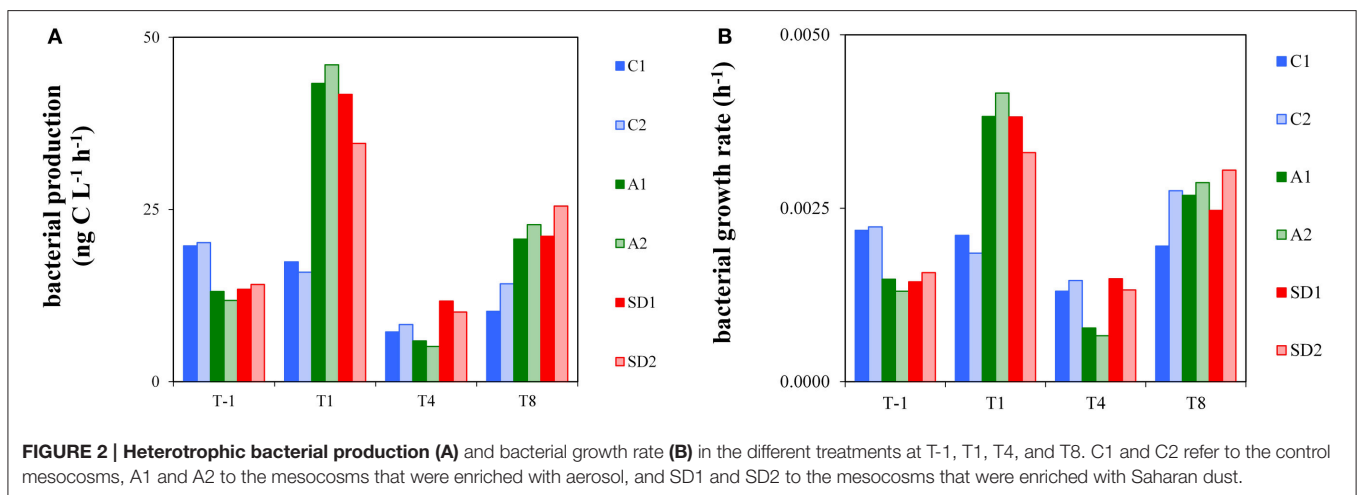 A
50
25
0
bacterial production
(ng C L⁻¹ h⁻¹)
T-1 T1 T4 T8
C1
C2
A1
A2
SD1
SD2
B
0.0050
0.0025
0.0000
bacterial growth rate (h⁻¹)
T-1 T1 T4 T8
C1
C2
A1
A2
SD1
SD2
FIGURE 2 | Heterotrophic bacterial production (A) and bacterial growth rate (B) in the different treatments at T-1, T1, T4, and T8. C1 and C2 refer to the control
mesocosms, A1 and A2 to the mesocosms that were enriched with aerosol, and SD1 and SD2 to the mesocosms that were enriched with Saharan dust.